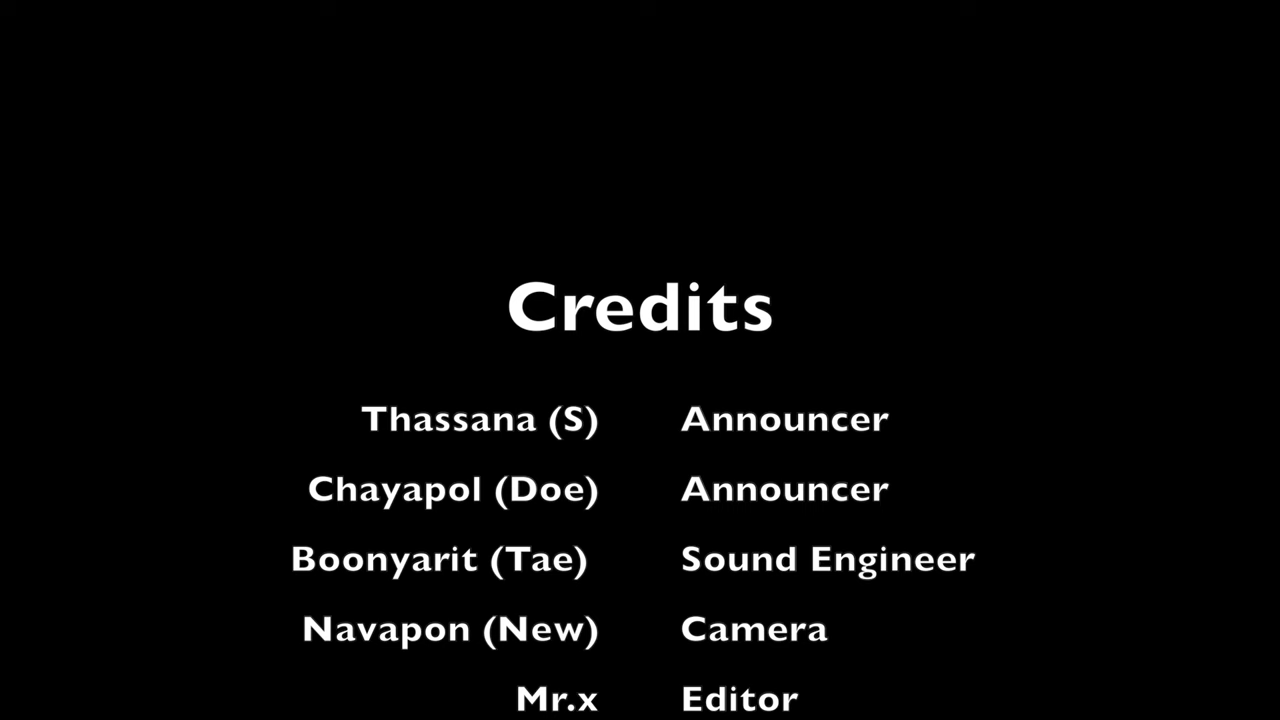 Credits
Thassana (S) Announcer
Chayapol (Doe) Announcer
Boonyarit (Tae) Sound Engineer
Navapon (New) Camera
Mr.x Editor